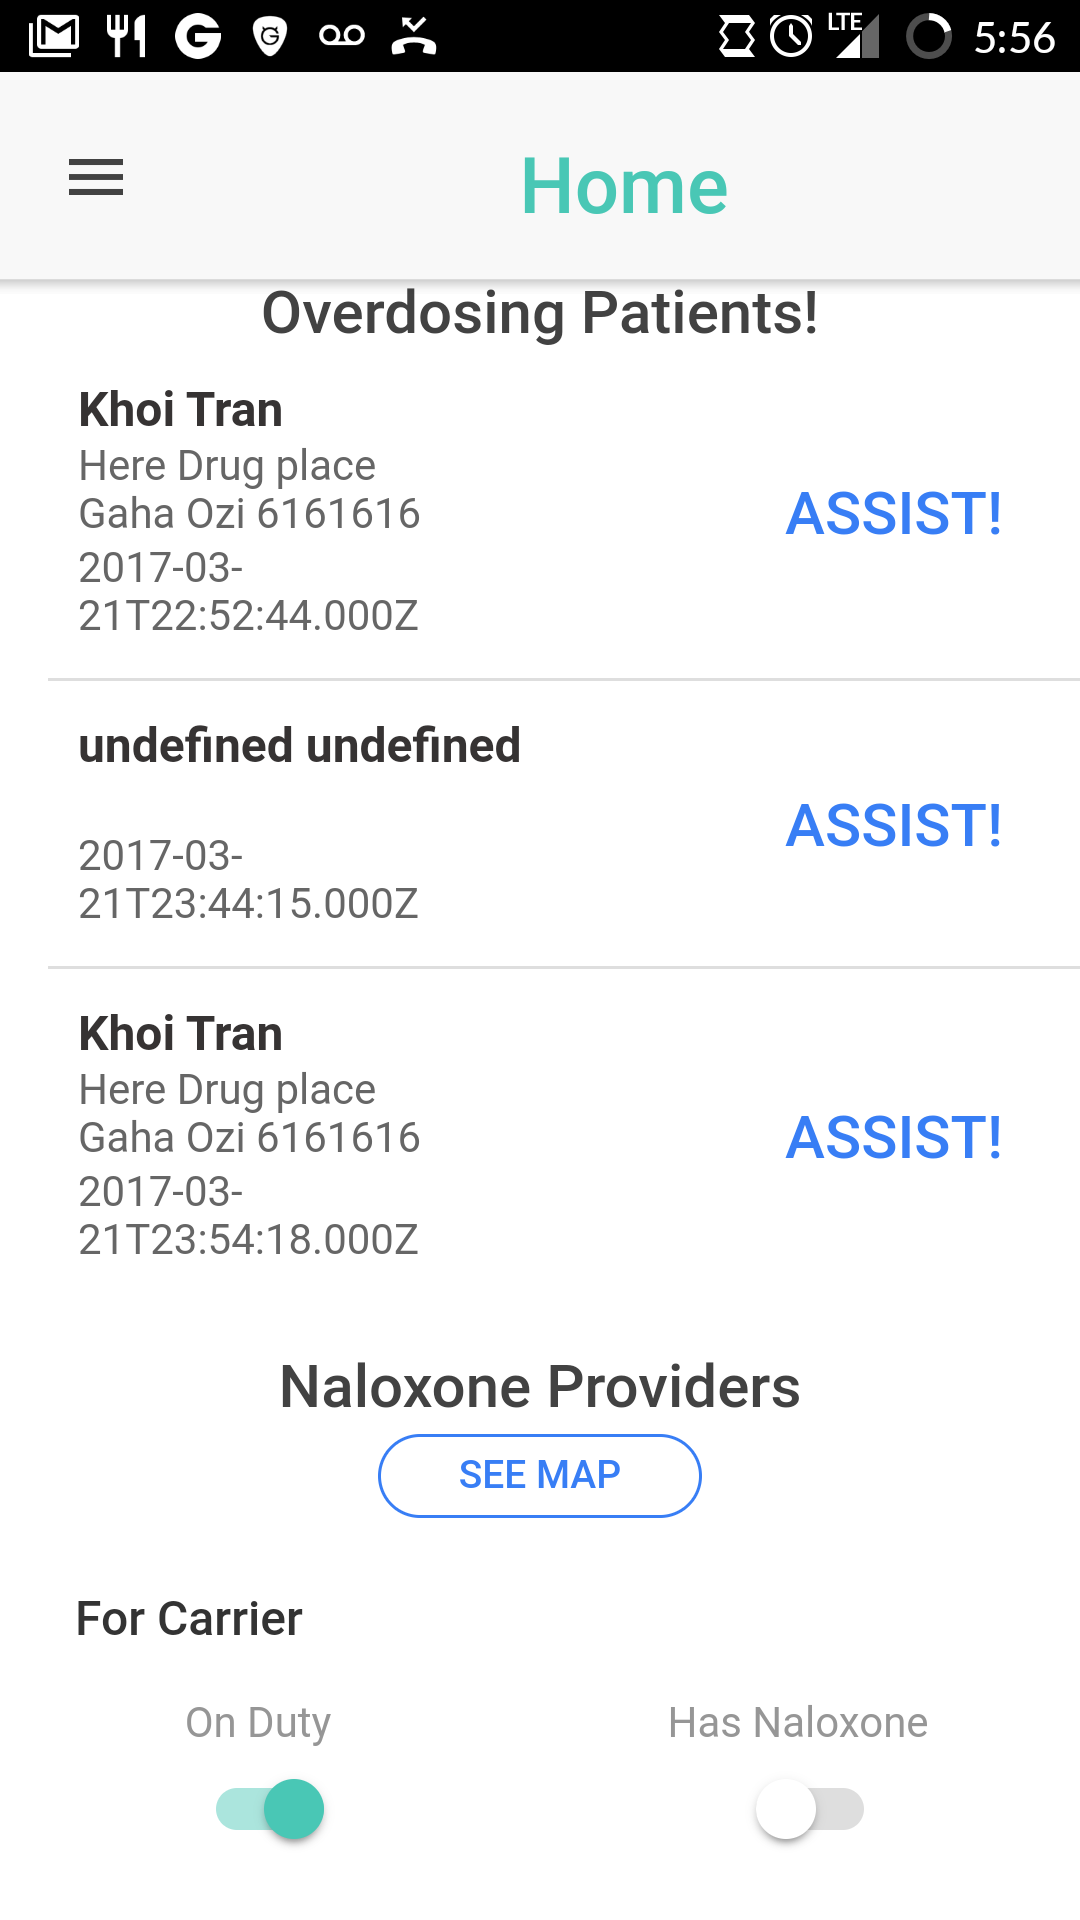 LTE 5:56
Home
Overdosing Patients!
Khoi Tran
Here Drug place
Gaha Ozi 6161616
2017-03-
21T22:52:44.000Z
ASSIST!
undefined undefined
2017-03-
21T23:44:15.000Z
ASSIST!
Khoi Tran
Here Drug place
Gaha Ozi 6161616
2017-03-
21T23:54:18.000Z
ASSIST!
Naloxone Providers
SEE MAP
For Carrier
On Duty
Has Naloxone